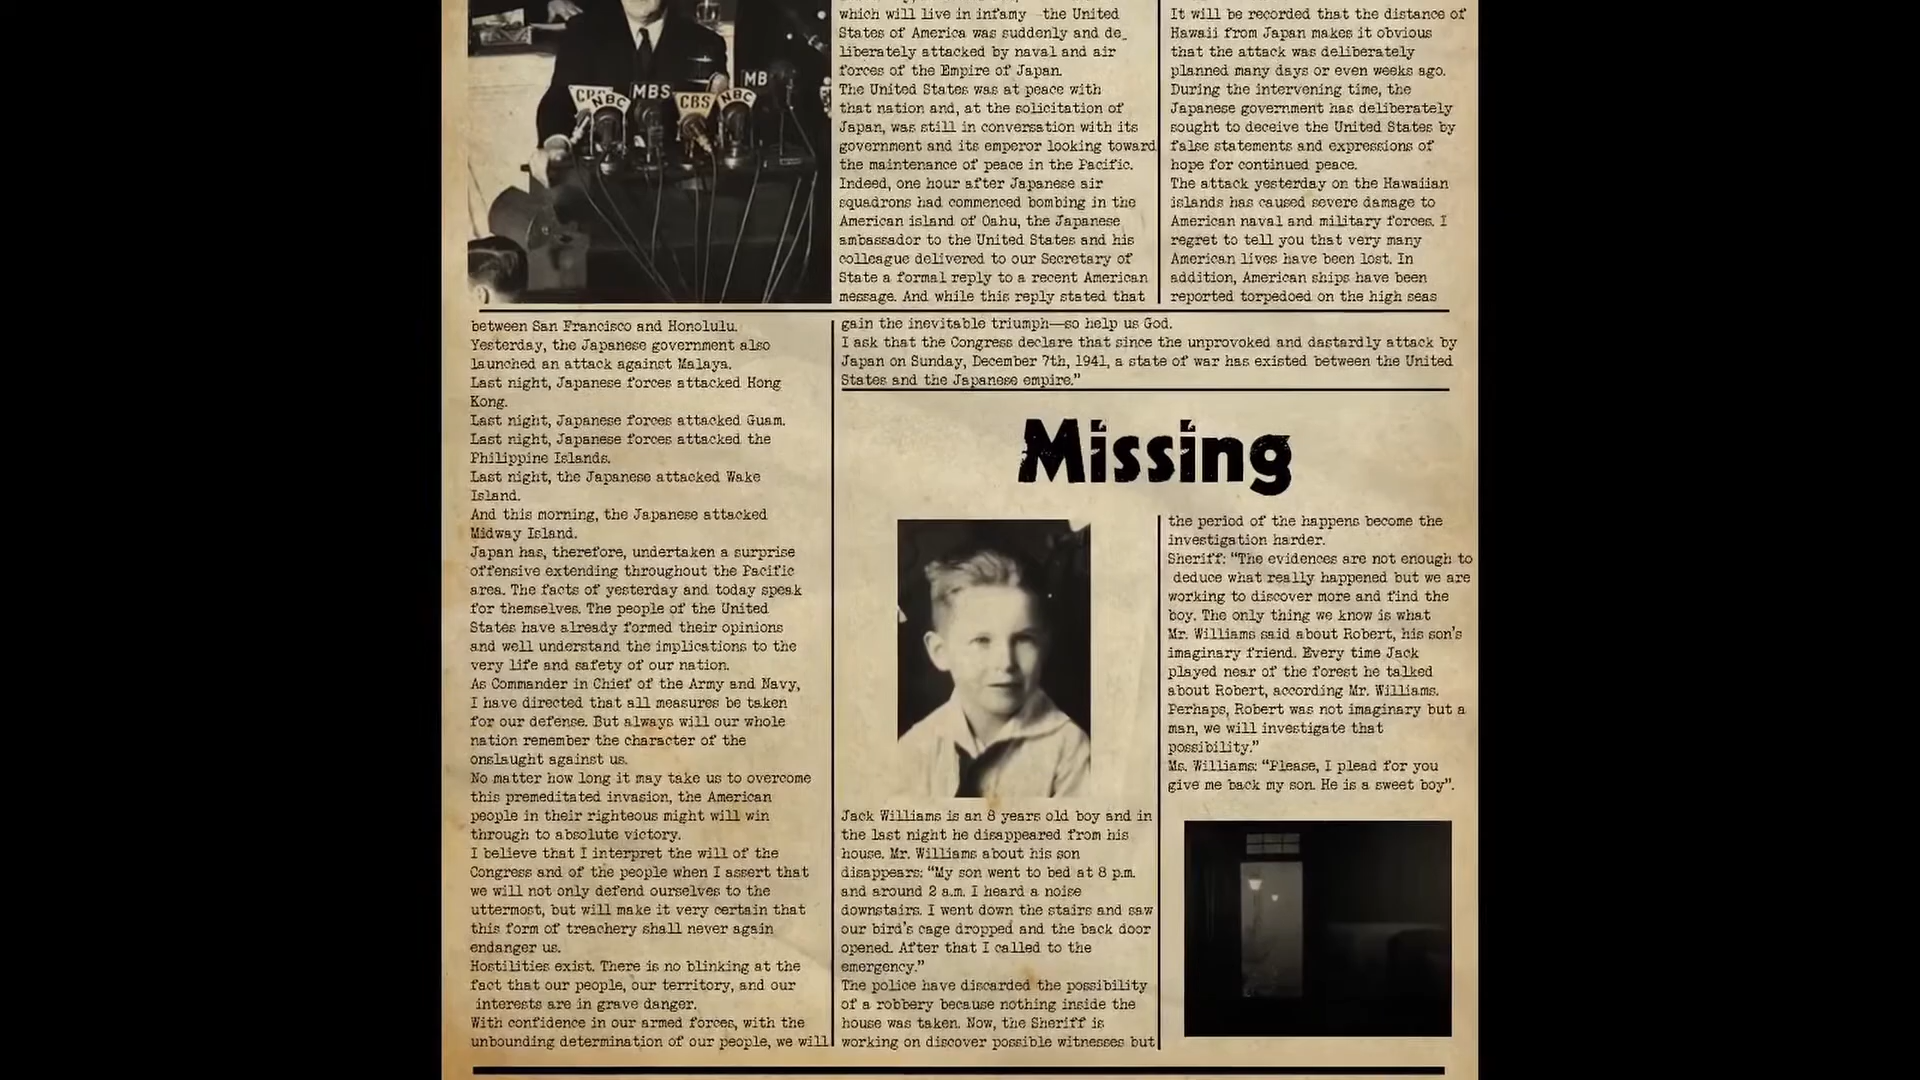 CBS
NBC
MBS
CBS
NBC
MB
which will live in infamy the United
States of America was suddenly and de_
liberately attacked by naval and air
forces of the Empire of Japan.
The United States was at peace with
that nation and, at the solicitation of
Japan, was still in conversation with its
government and its emperor looking toward
the maintenance of peace in the Pacific.
Indeed, one hour after Japanese air
squadrons had commenced bombing in the
American island of Oahu, the Japanese
ambassador to the United States and his
colleague delivered to our Secretary of
State a formal reply to a recent American
message. And while this reply stated that
It will be recorded that the distance of
Hawaii from Japan makes it obvious
that the attack was deliberately
planned many days or even weeks ago.
During the intervening time, the
Japanese government has deliberately
sought to deceive the United States by
false statements and expressions of
hope for continued peace.
The attack yesterday on the Hawaiian
islands has caused severe damage to
American naval and military forces. I
regret to tell you that very many
American lives have been lost. In
addition, American ships have been
reported torpedoed on the high seas
between San Francisco and Honolulu.
Yesterday, the Japanese government also
launched an attack against Malaya.
Last night, Japanese forces attacked Hong
Kong.
Last night, Japanese forces attacked Guam.
Last night, Japanese forces attacked the
Philippine Islands.
Last night, the Japanese attacked Wake
Island.
And this morning, the Japanese attacked
Midway Island.
Japan has, therefore, undertaken a surprise
offensive extending throughout the Pacific
area. The facts of yesterday and today speak
for themselves. The people of the United
States have already formed their opinions
and well understand the implications to the
very life and safety of our nation.
As Commander in Chief of the Army and Navy,
I have directed that all measures be taken
for our defense. But always will our whole
nation remember the character of the
onslaught against us.
No matter how long it may take us to overcome
this premeditated invasion, the American
people in their righteous might will win
through to absolute victory.
I believe that I interpret the will of the
Congress and of the people when I assert that
we will not only defend ourselves to the
uttermost, but will make it very certain that
this form of treachery shall never again
endanger us.
Hostilities exist. There is no blinking at the
fact that our people, our territory, and our
interests are in grave danger.
With confidence in our armed forces, with the
unbounding determination of our people, we will
gain the inevitable triumph—so help us God.
I ask that the Congress declare that since the unprovoked and dastardly attack by
Japan on Sunday, December 7th, 1941, a state of war has existed between the United
States and the Japanese empire.”
Missing
Jack Williams is an 8 years old boy and in
the last night he disappeared from his
house. Mr. Williams about his son
disappears: “My son went to bed at 8 p.m.
and around 2 a.m. I heard a noise
downstairs. I went down the stairs and saw
our bird's cage dropped and the back door
opened. After that I called to the
emergency.”
The police have discarded the possibility
of a robbery because nothing inside the
house was taken. Now, the Sheriff is
working on discover possible witnesses but
the period of the happens become the
investigation harder.
Sheriff: “The evidences are not enough to
deduce what really happened but we are
working to discover more and find the
boy. The only thing we know is what
Mr. Williams said about Robert, his son's
imaginary friend. Every time Jack
played near of the forest he talked
about Robert, according Mr. Williams.
Perhaps, Robert was not imaginary but a
man, we will investigate that
possibility.”
Ms. Williams: “Please, I plead for you
give me back my son. He is a sweet boy”.